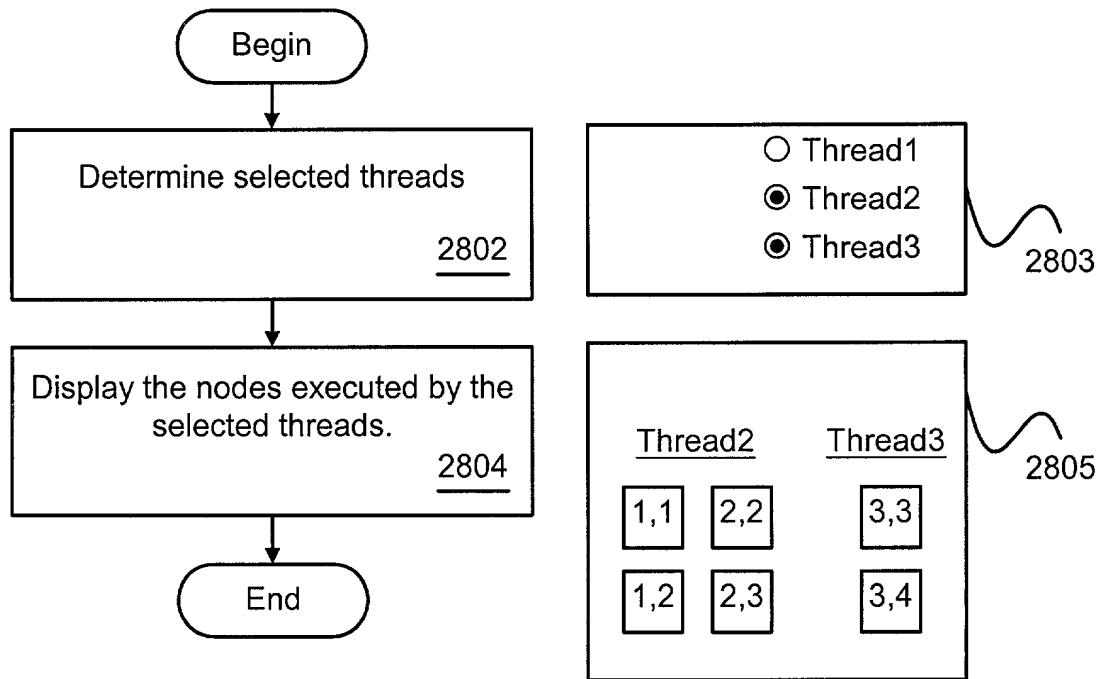 Begin
Determine selected threads
2802
Display the nodes executed by the
selected threads.
2804
End
Thread1
Thread2
Thread3
2803
Thread2 Thread3
1,1 2,2 3,3
1,2 2,3 3,4
2805